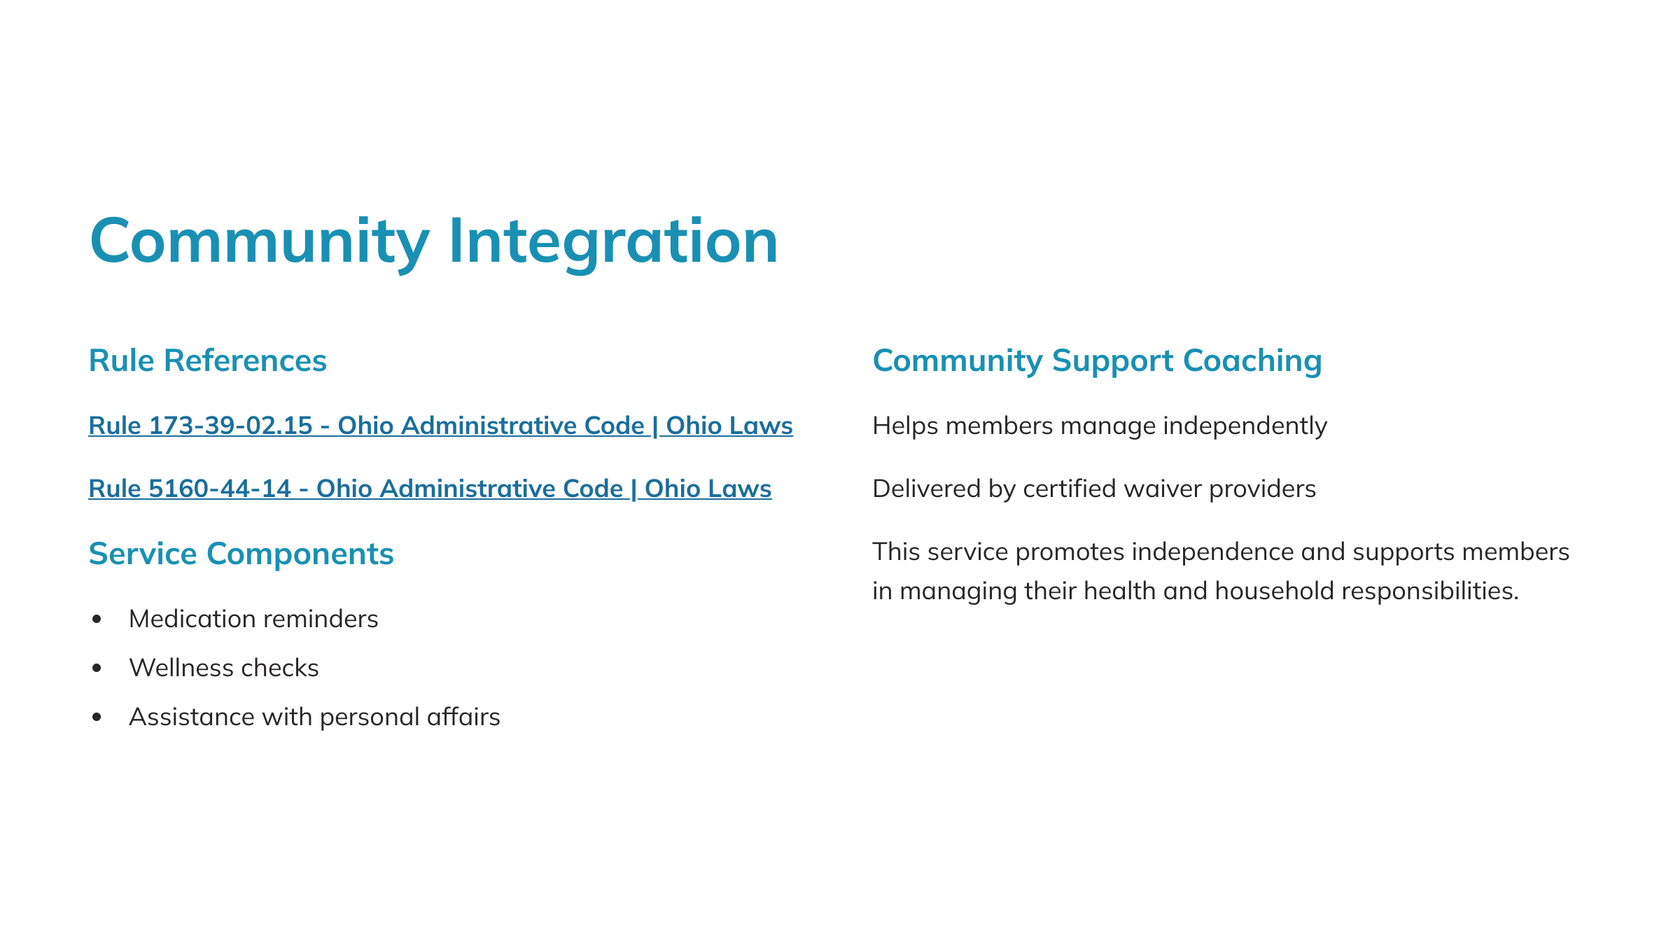 Community Integration
Rule References
Rule 173-39-02.15 - Ohio Administrative Code | Ohio Laws
Rule 5160-44-14 - Ohio Administrative Code | Ohio Laws
Service Components
• Medication reminders
• Wellness checks
• Assistance with personal affairs
Community Support Coaching
Helps members manage independently
Delivered by certified waiver providers
This service promotes independence and supports members
in managing their health and household responsibilities.